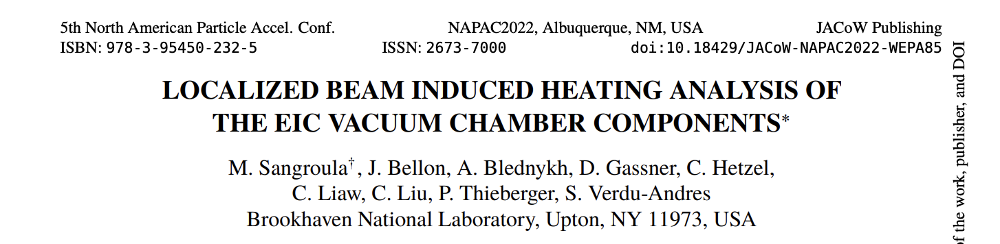 5th North American Particle Accel. Conf. NAPAC2022, Albuquerque, NM, USA JACoW Publishing
ISBN: 978-3-95450-232-5 ISSN: 2673-7000 doi:10.18429/JACoW-NAPAC2022-WEPA85
LOCALIZED BEAM INDUCED HEATING ANALYSIS OF
THE EIC VACUUM CHAMBER COMPONENTS*
M. Sangroula†, J. Bellon, A. Blednykh, D. Gassner, C. Hetzel,
C. Liaw, C. Liu, P. Thieberger, S. Verdu-Andres
Brookhaven National Laboratory, Upton, NY 11973, USA
of the work, publisher, and DOI